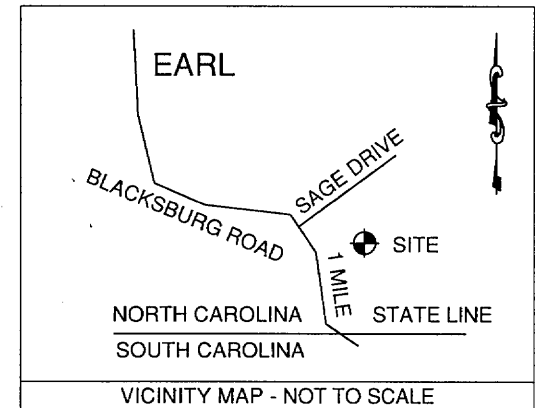 EARL
SAGE DRIVE
BLACKSBURG ROAD
SITE
1 MILE
NORTH CAROLINA STATE LINE
SOUTH CAROLINA
VICINITY MAP - NOT TO SCALE